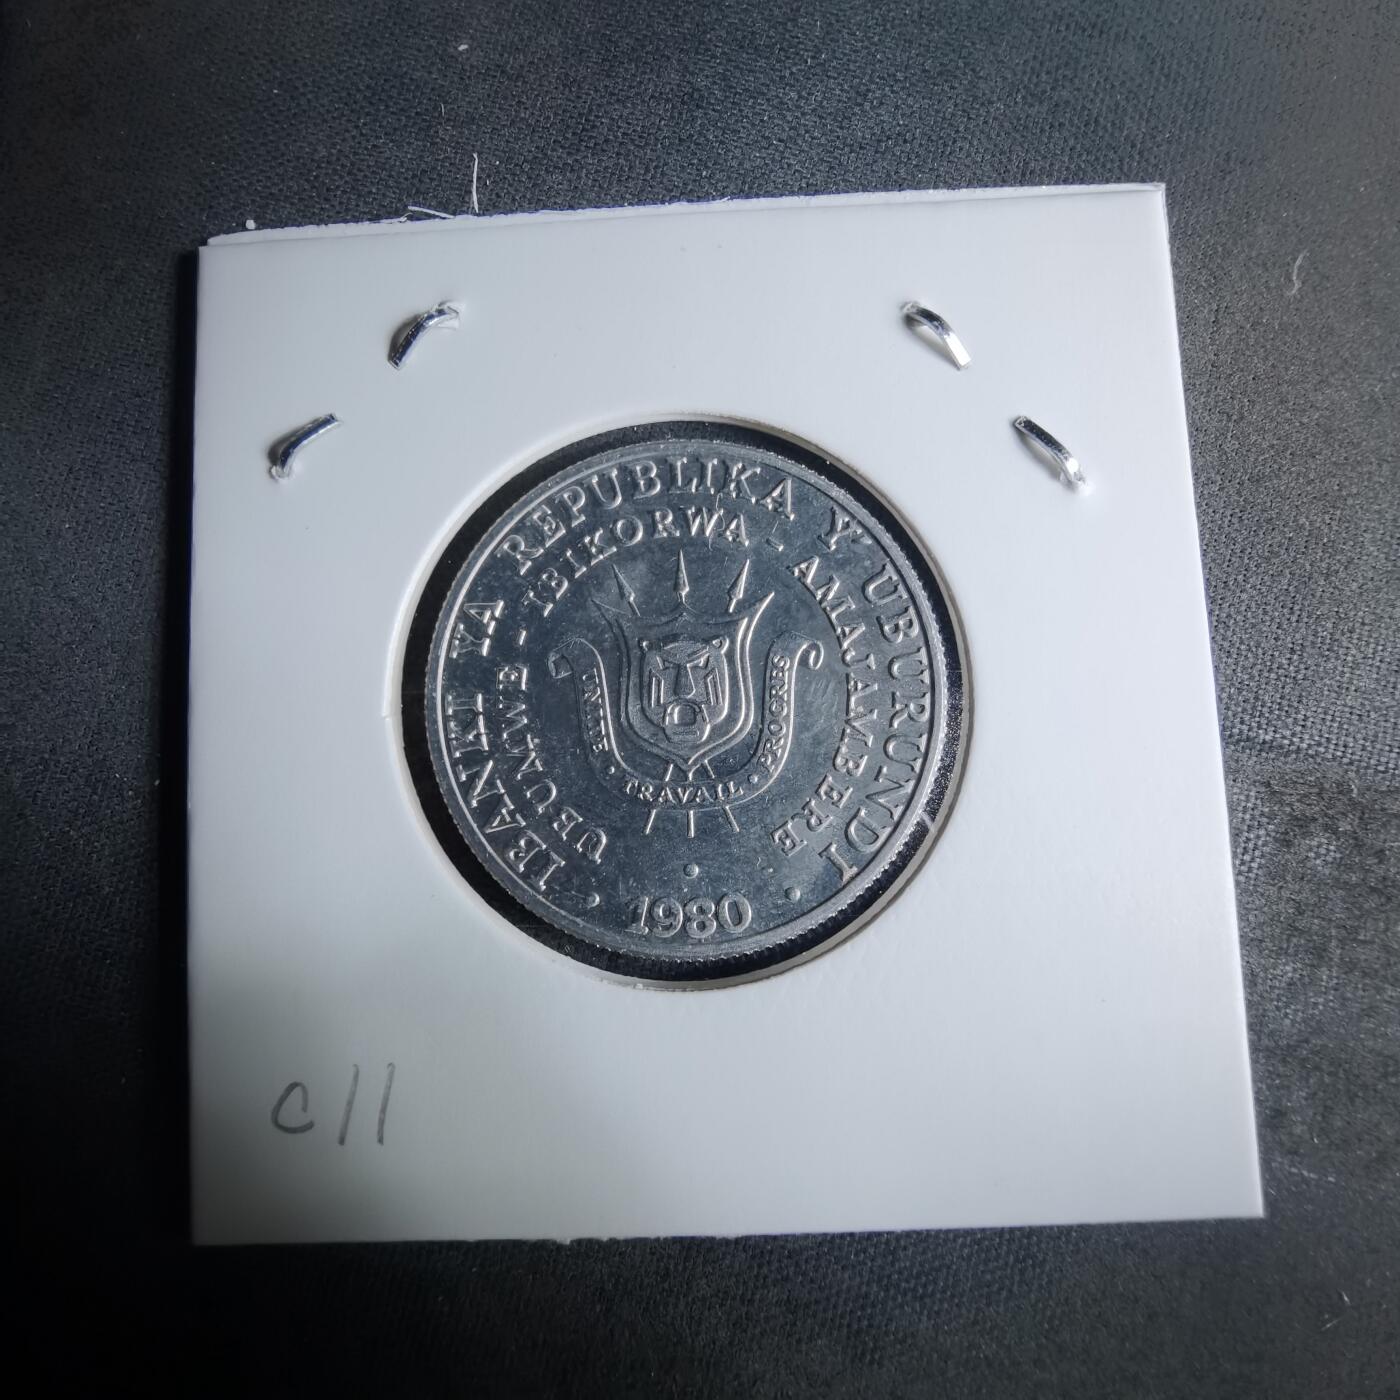 IBANKI YA REPUBLIKA Y'UBURUNDI
UBUMWE - IBIKORWA - AMAJAMBERE
UNITE · TRAVAIL · PROGRES
1980
C11